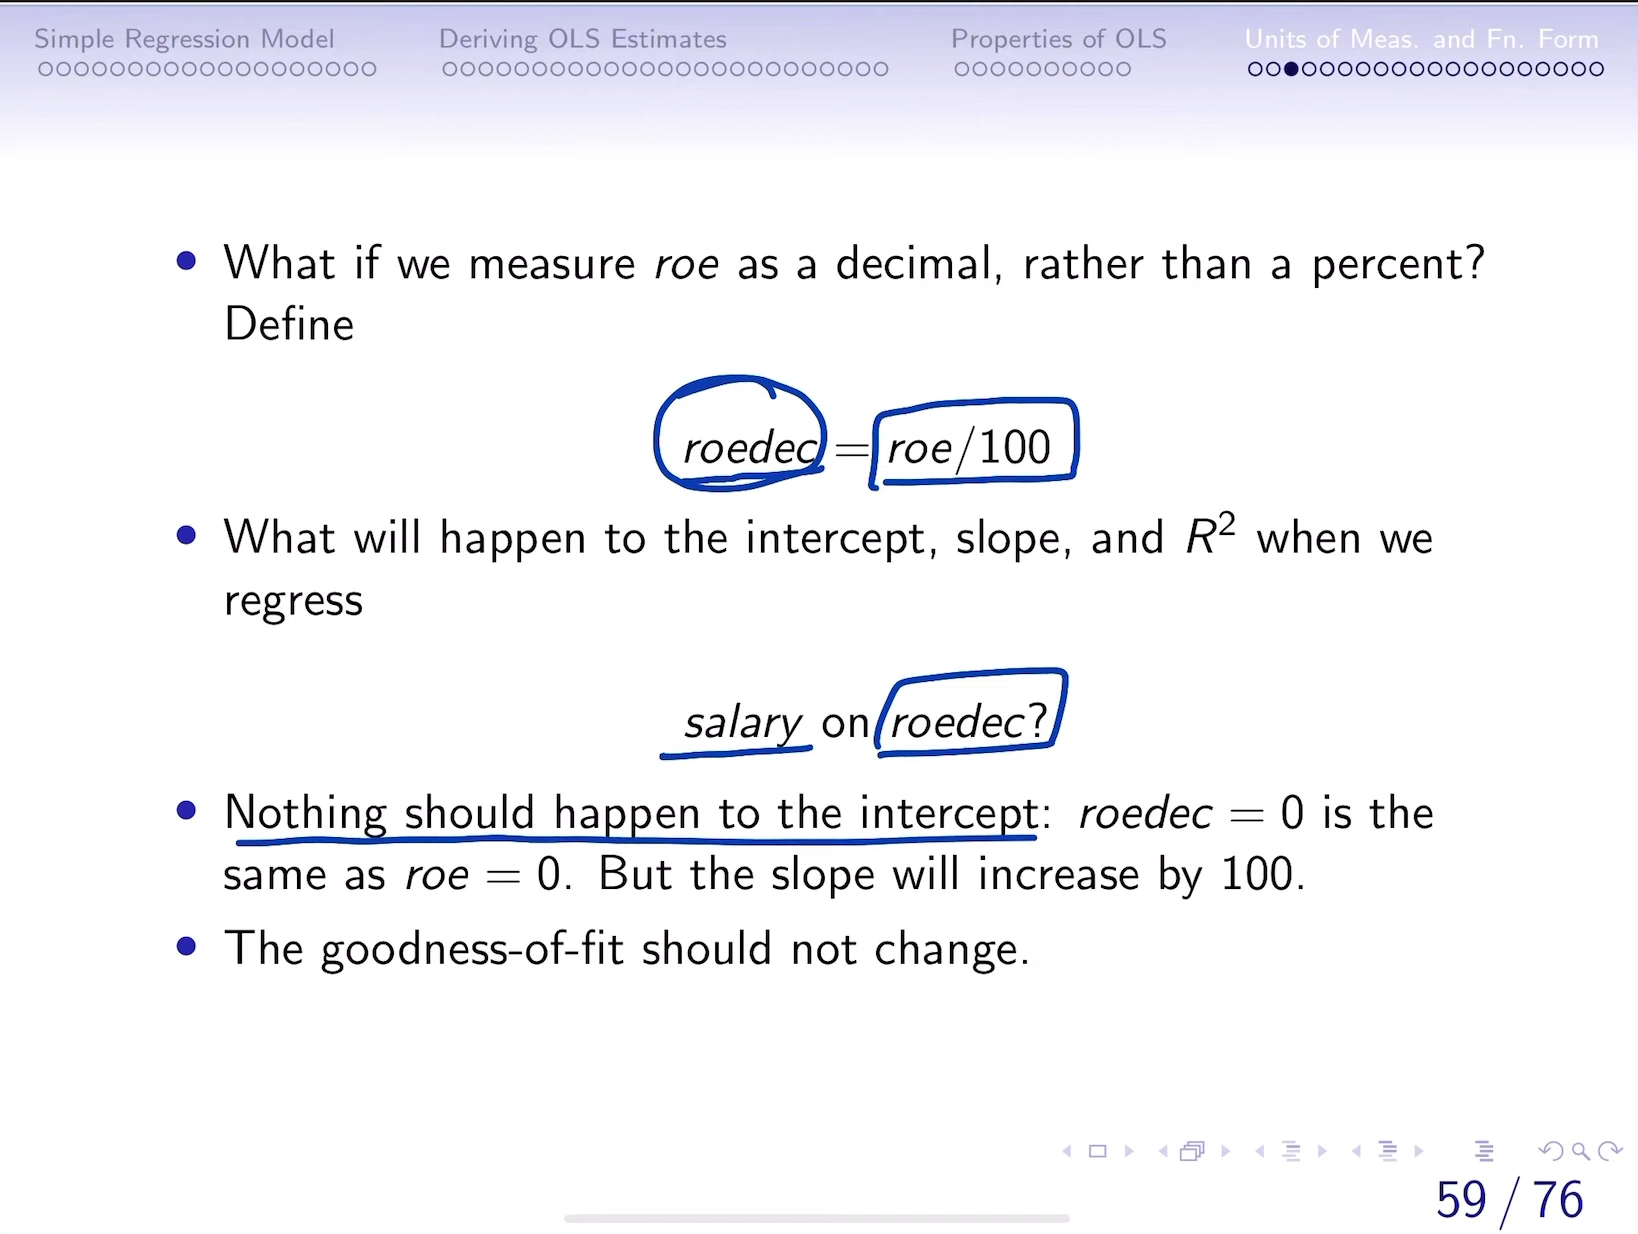 Simple Regression Model Deriving OLS Estimates Properties of OLS Units of Meas. and Fn. Form
• What if we measure roe as a decimal, rather than a percent?
Define
roedec = roe/100
• What will happen to the intercept, slope, and R² when we
regress
salary on roedec?
• Nothing should happen to the intercept: roedec = 0 is the
same as roe = 0. But the slope will increase by 100.
• The goodness-of-fit should not change.
59 / 76